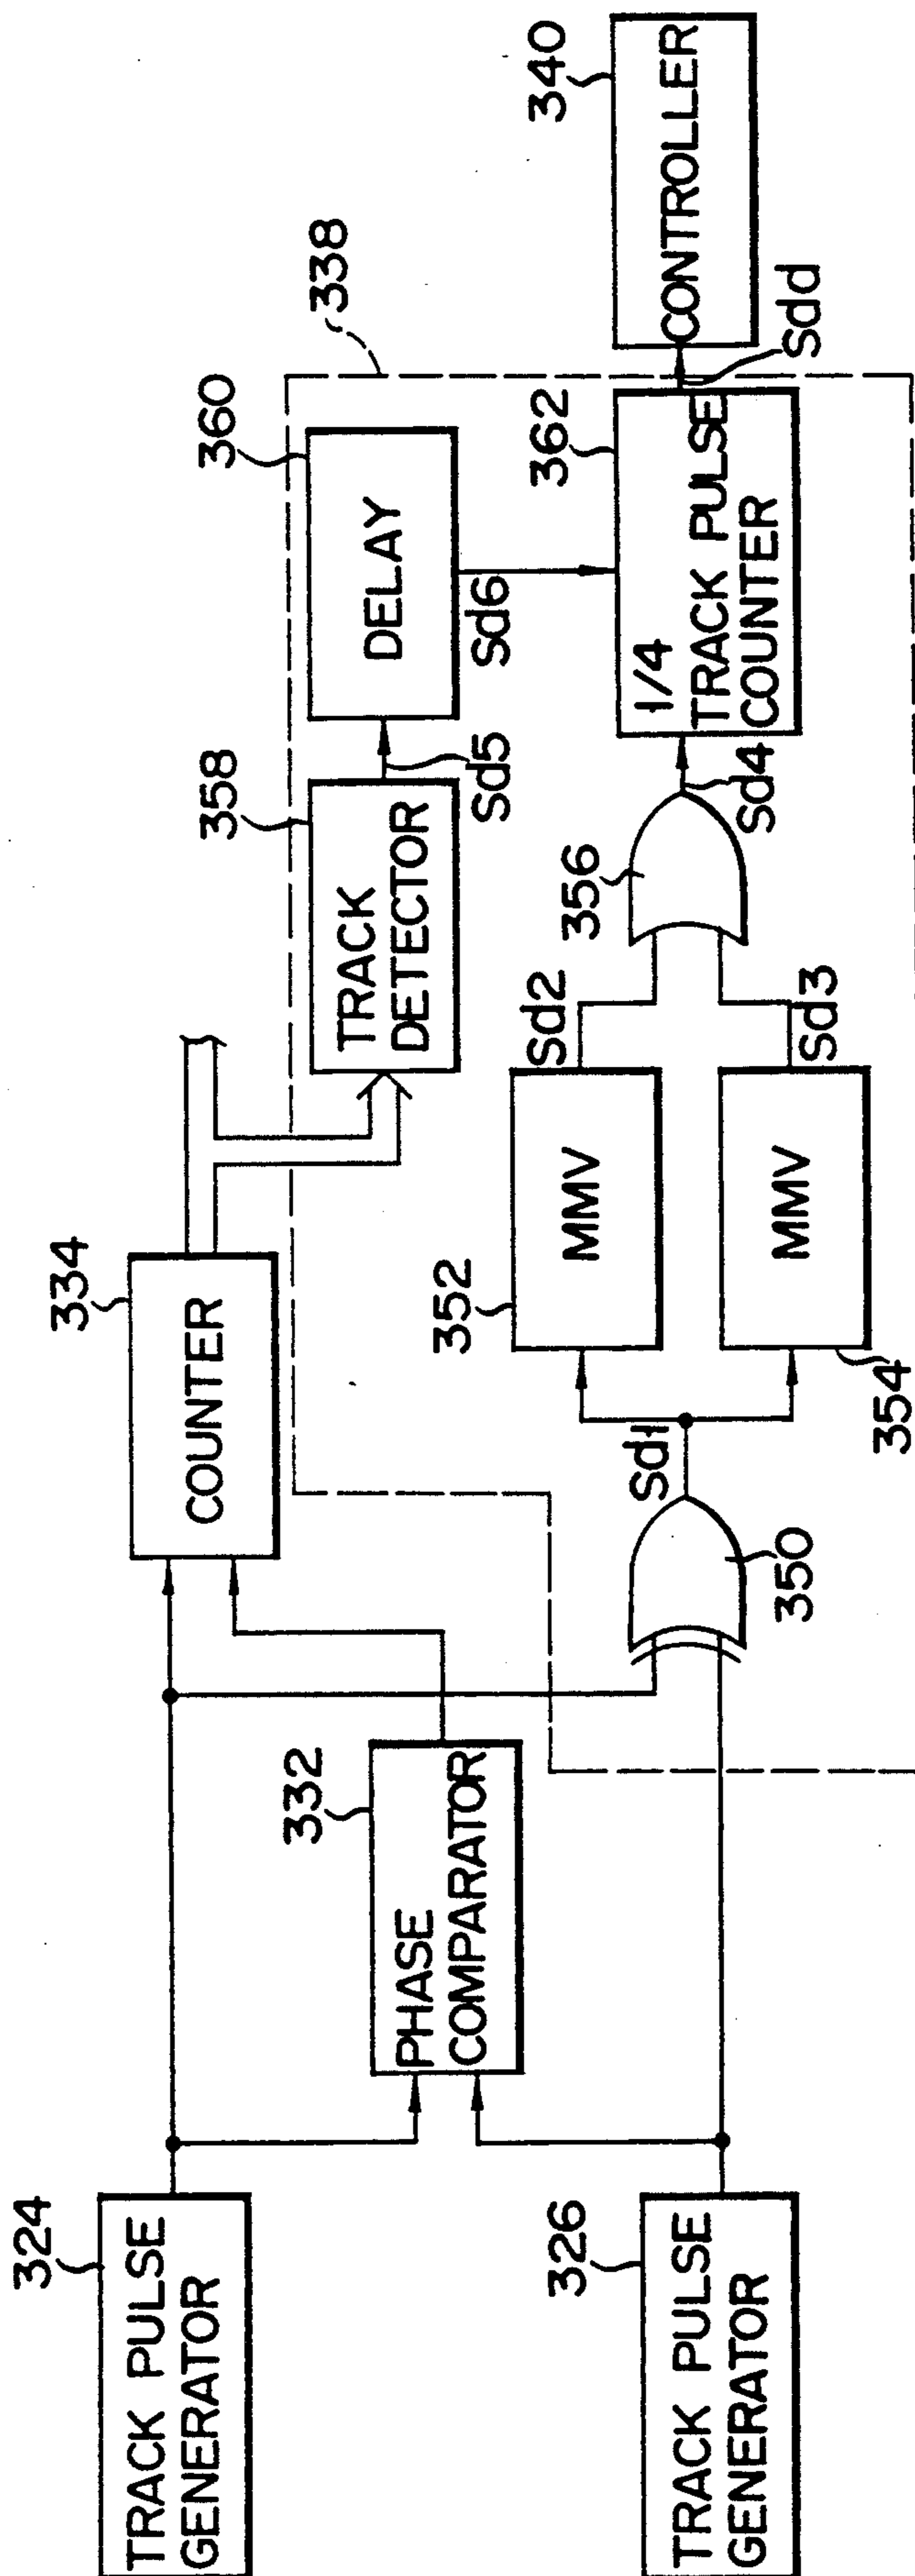 324
TRACK PULSE
GENERATOR
326
TRACK PULSE
GENERATOR
332
PHASE
COMPARATOR
334
COUNTER
338
350
Sd1
352
MMV
Sd2
354
MMV
Sd3
356
Sd4
358
TRACK
DETECTOR
Sd5
360
DELAY
Sd6
362
1/4
TRACK PULSE
COUNTER
Sdd
340
CONTROLLER